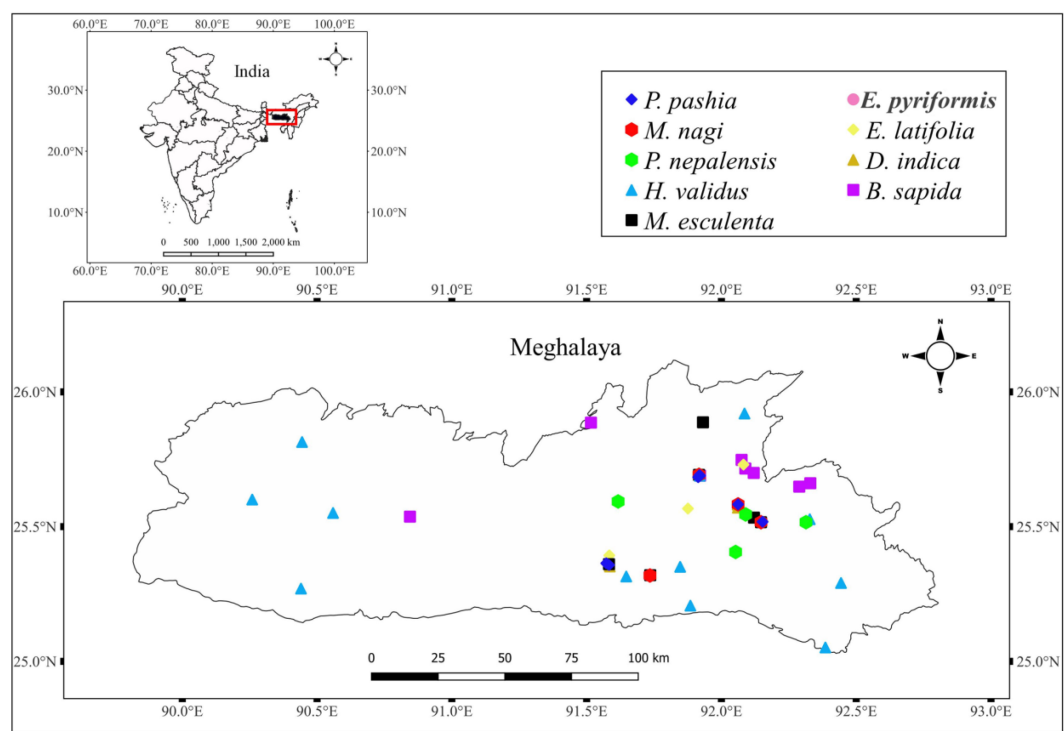 60.0°E 70.0°E 80.0°E 90.0°E 100.0°E
India
30.0°N 30.0°N
20.0°N 20.0°N
10.0°N 10.0°N
0 500 1,000 1,500 2,000 km
60.0°E 70.0°E 80.0°E 90.0°E 100.0°E
P. pashia E. pyriformis
M. nagi E. latifolia
P. nepalensis D. indica
H. validus B. sapida
M. esculenta
90.0°E 90.5°E 91.0°E 91.5°E 92.0°E 92.5°E 93.0°E
Meghalaya
N
W E
S
26.0°N 26.0°N
25.5°N 25.5°N
25.0°N 25.0°N
0 25 50 75 100 km
90.0°E 90.5°E 91.0°E 91.5°E 92.0°E 92.5°E 93.0°E